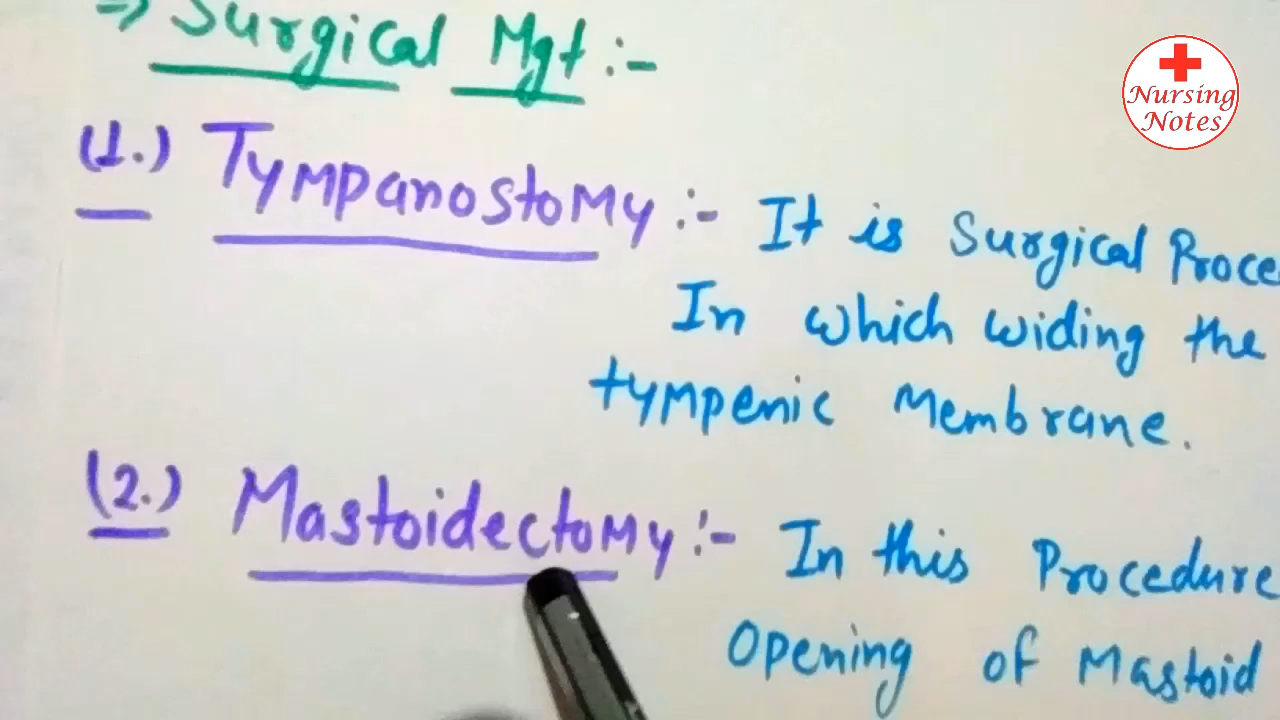 => Surgical Mgt :-
Nursing
Notes
(1.) Tympanostomy :- It is Surgical Proce
In which widing the
tympenic Membrane.
(2.) Mastoidectomy :- In this Procedure
Opening of Mastoid